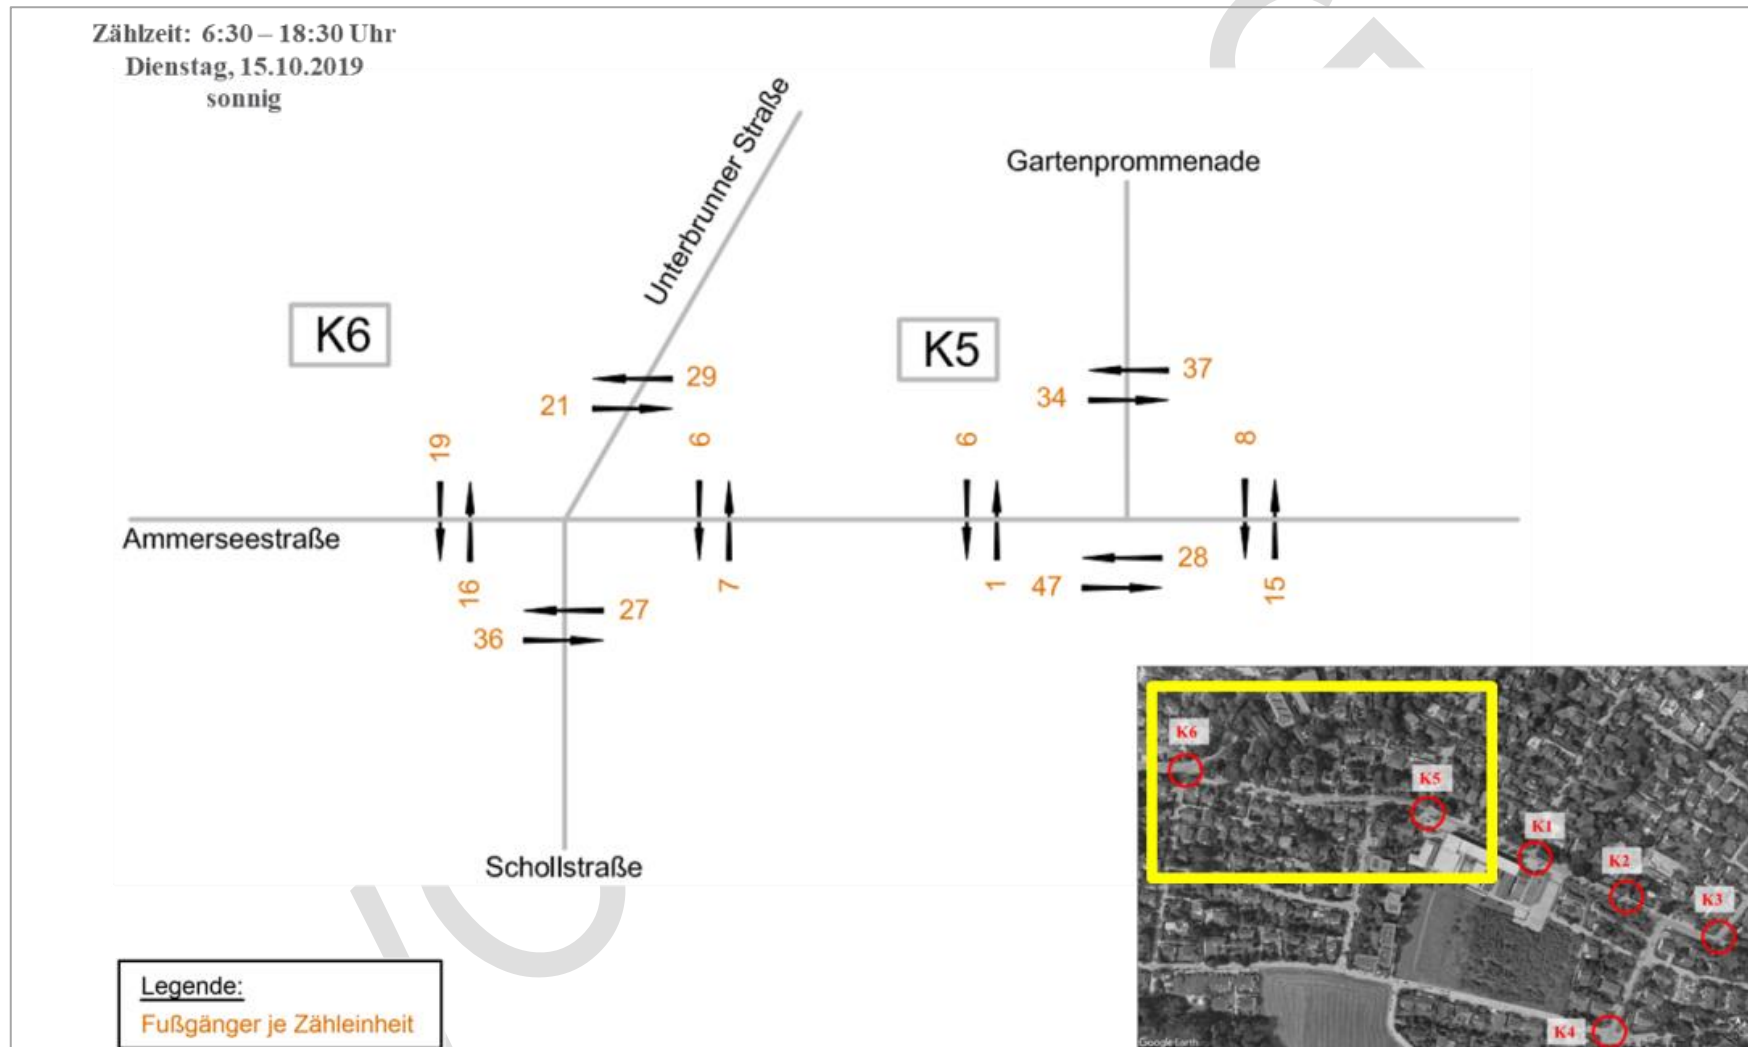 Zählzeit: 6:30 – 18:30 Uhr
Dienstag, 15.10.2019
sonnig
Unterbrunner Straße
Gartenprommenade
K6
K5
29
21
37
34
19
6
6
8
Ammerseestraße
16
7
1
47
28
15
27
36
Schollstraße
K6
K5
K1
K2
K3
K4
Google Earth
Legende:
Fußgänger je Zähleinheit